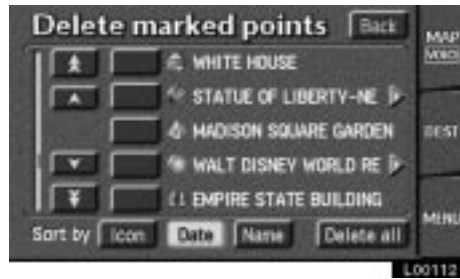 Delete marked points Back
MAP
VOICE
WHITE HOUSE
STATUE OF LIBERTY-NE
MADISON SQUARE GARDEN
DEST
WALT DISNEY WORLD RE
EMPIRE STATE BUILDING
MENU
Sort by Icon Date Name Delete all
L00112